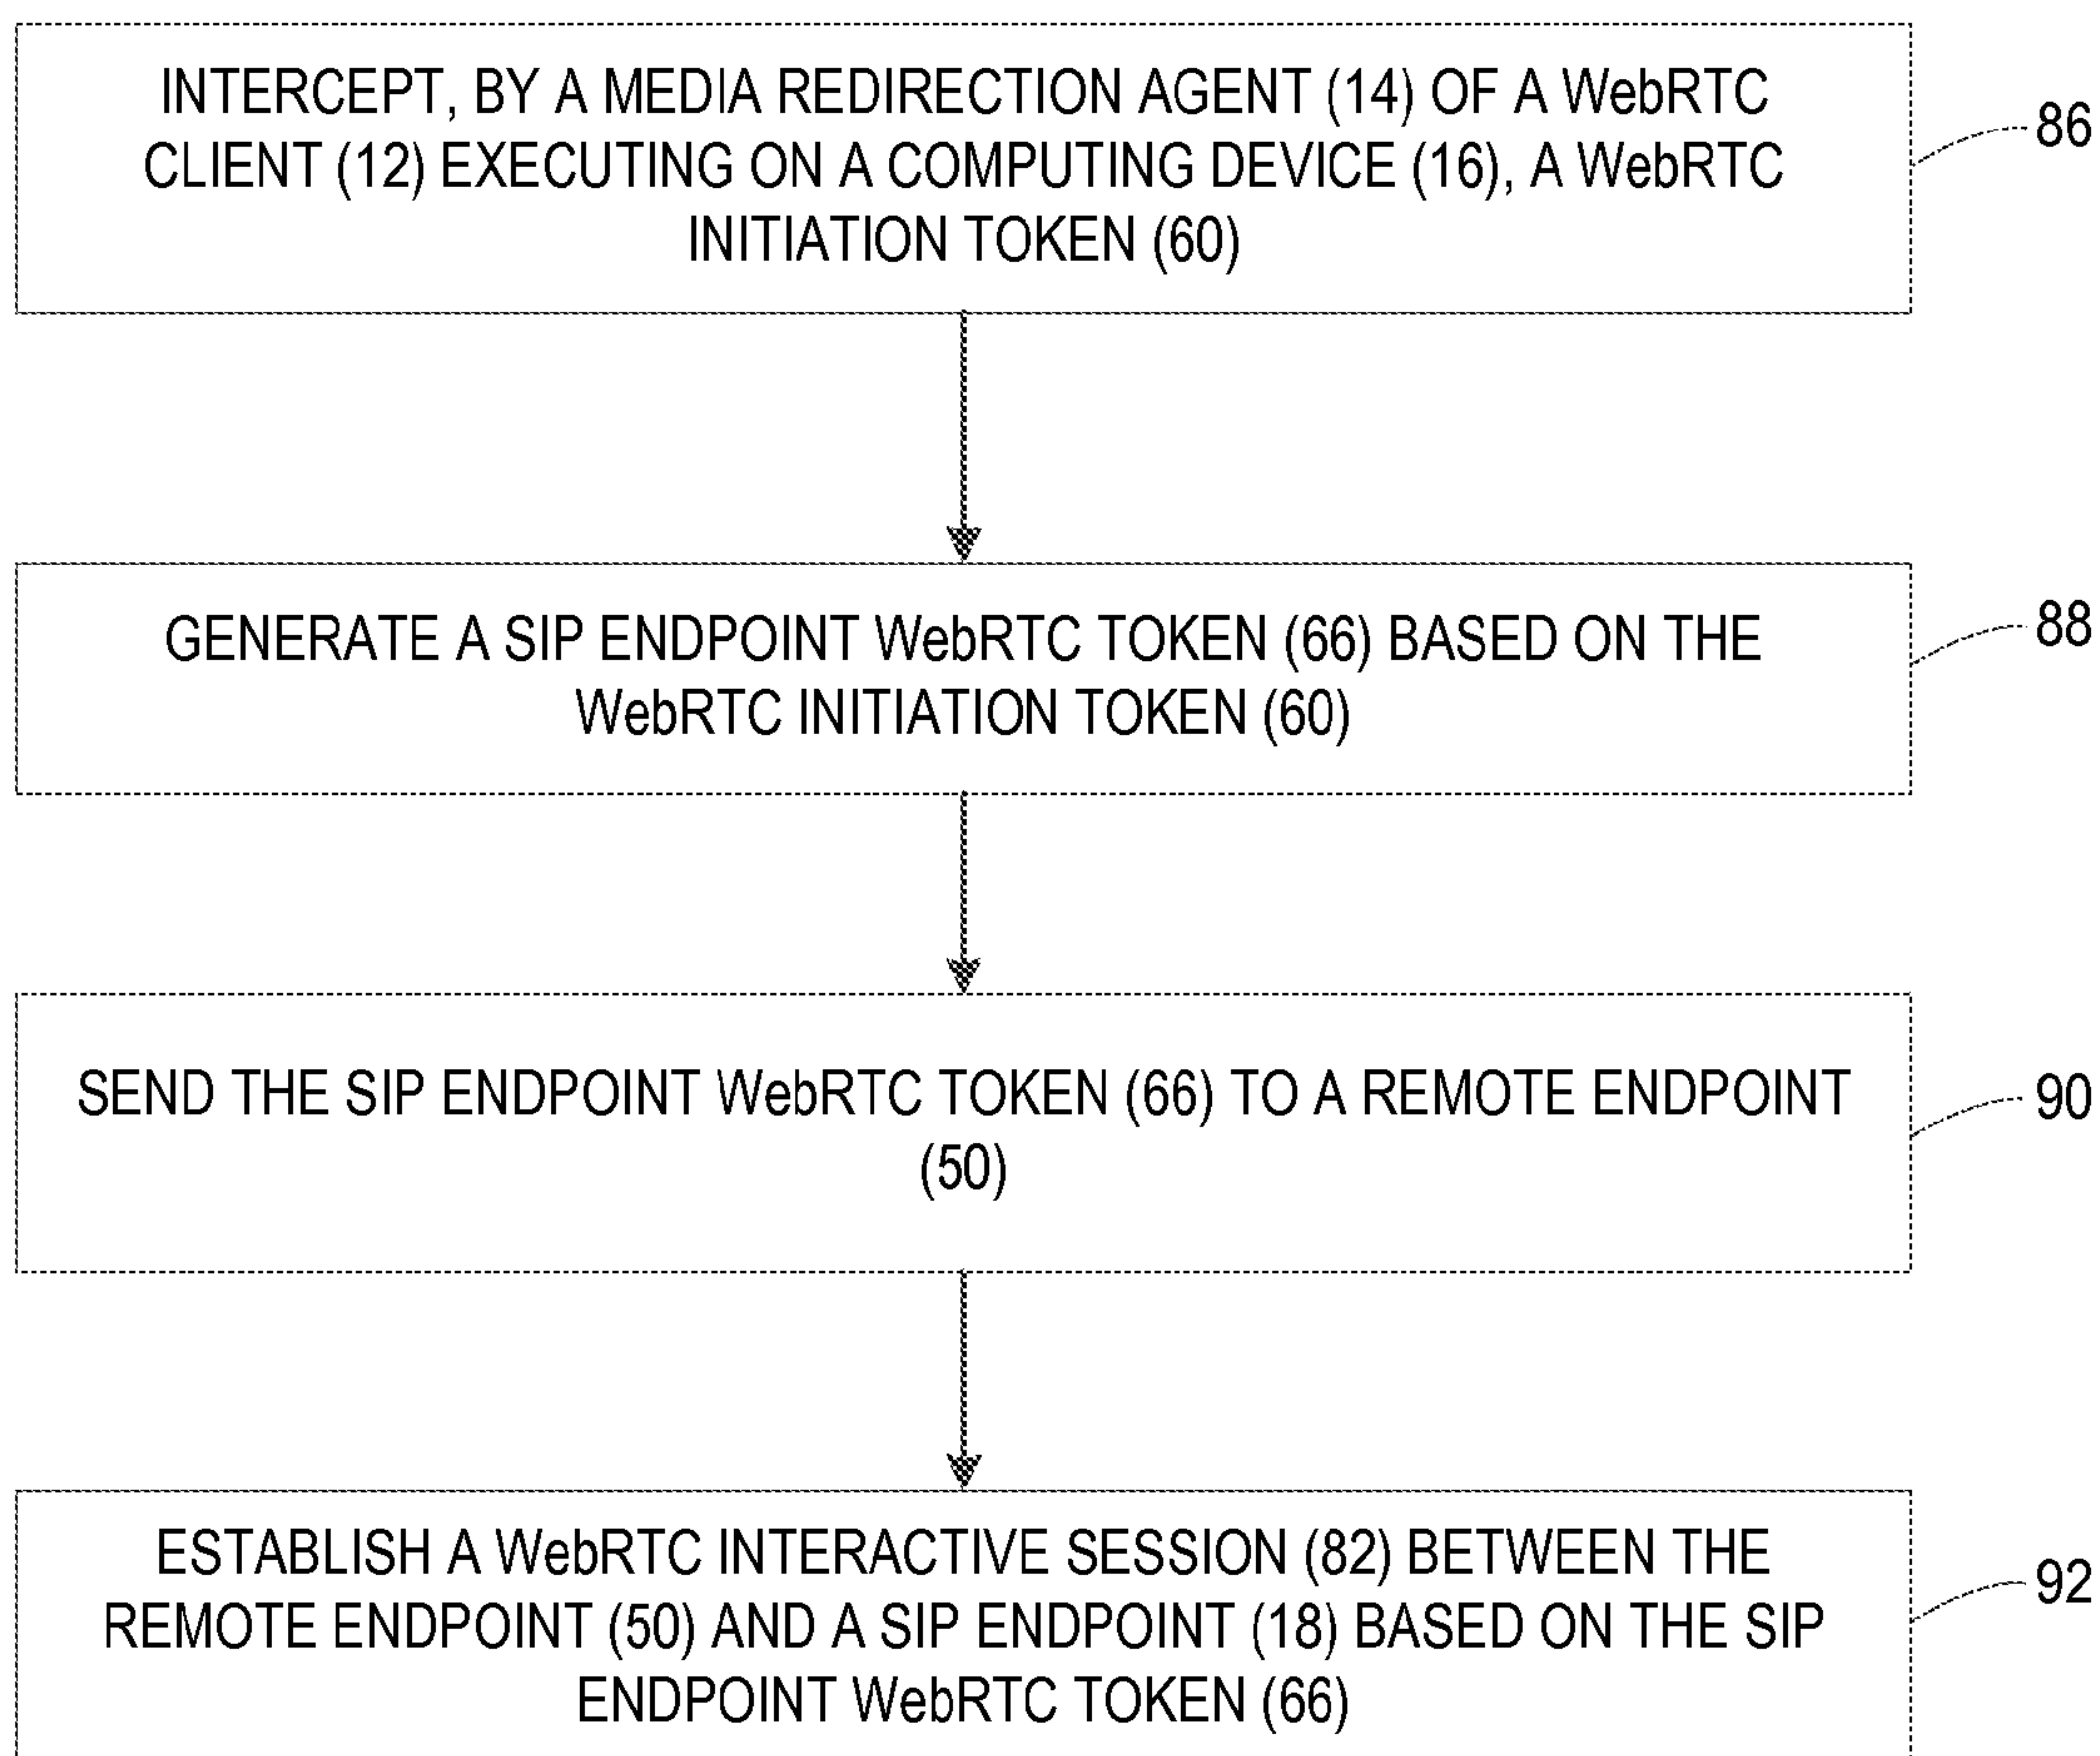 INTERCEPT, BY A MEDIA REDIRECTION AGENT (14) OF A WebRTC
CLIENT (12) EXECUTING ON A COMPUTING DEVICE (16), A WebRTC
INITIATION TOKEN (60)
86
GENERATE A SIP ENDPOINT WebRTC TOKEN (66) BASED ON THE
WebRTC INITIATION TOKEN (60)
88
SEND THE SIP ENDPOINT WebRTC TOKEN (66) TO A REMOTE ENDPOINT
(50)
90
ESTABLISH A WebRTC INTERACTIVE SESSION (82) BETWEEN THE
REMOTE ENDPOINT (50) AND A SIP ENDPOINT (18) BASED ON THE SIP
ENDPOINT WebRTC TOKEN (66)
92